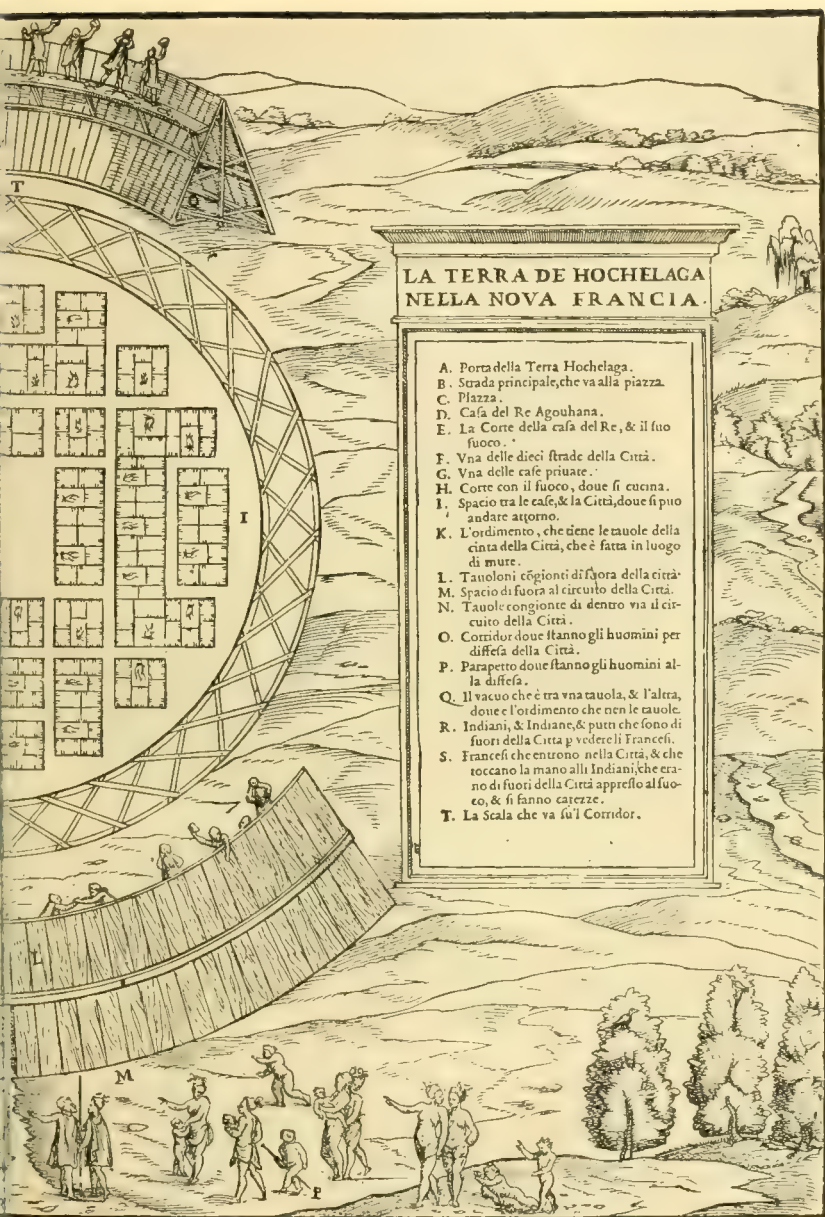 T
Q
I
L
M
P
LA TERRA DE HOCHELAGA
NELLA NOVA FRANCIA.
A. Porta della Terra Hochelaga.
B. Strada principale, che va alla piazza.
C. Piazza.
D. Caſa del Re Agouhana.
E. La Corte della caſa del Re, & il ſuo
fuoco.
F. Vna delle dieci ſtrade della Città.
G. Vna delle caſe priuate.
H. Corte con il fuoco, doue ſi cucina.
I. Spacio tra le caſe, & la Città, doue ſi puo
andare attorno.
K. L'ordimento, che tiene le tauole della
cinta della Città, che è fatta in luogo
di mure.
L. Tauoloni cōgionti di fuora della città.
M. Spacio di fuora al circuito della Città.
N. Tauole congionte di dentro via il cir-
cuito della Città.
O. Corridur doue ſtanno gli huomini per
diffeſa della Città.
P. Parapetto doue ſtanno gli huomini al-
la diffeſa.
Q. Il vacuo che è tra vna tauola, & l'altra,
doue e l'ordimento che tien le tauole.
R. Indiani, & Indiane, & putti che ſono di
fuori della Citta p vedere li Franceſi.
S. Franceſi che entrono nella Città, & che
toccano la mano alli Indiani, che era-
no di fuori della Città appreſſo al fuo-
co, & ſi fanno carezze.
T. La Scala che va ſu'l Corridor.